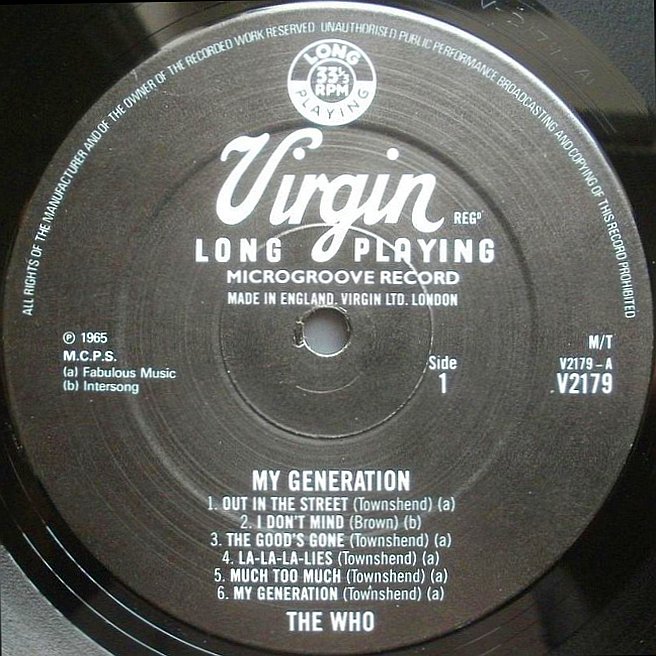 ALL RIGHTS OF THE MANUFACTURER AND OF THE OWNER OF THE RECORDED WORK RESERVED UNAUTHORISED PUBLIC PERFORMANCE BROADCASTING AND COPYING OF THIS RECORD PROHIBITED
LONG
33⅓
RPM
PLAYING
Virgin
REGD
LONG PLAYING
MICROGROOVE RECORD
MADE IN ENGLAND. VIRGIN LTD. LONDON
℗ 1965
M.C.P.S.
(a) Fabulous Music
(b) Intersong
Side
1
M/T
V2179-A
V2179
MY GENERATION
1. OUT IN THE STREET (Townshend) (a)
2. I DON'T MIND (Brown) (b)
3. THE GOOD'S GONE (Townshend) (a)
4. LA-LA-LA-LIES (Townshend) (a)
5. MUCH TOO MUCH (Townshend) (a)
6. MY GENERATION (Townshend) (a)
THE WHO